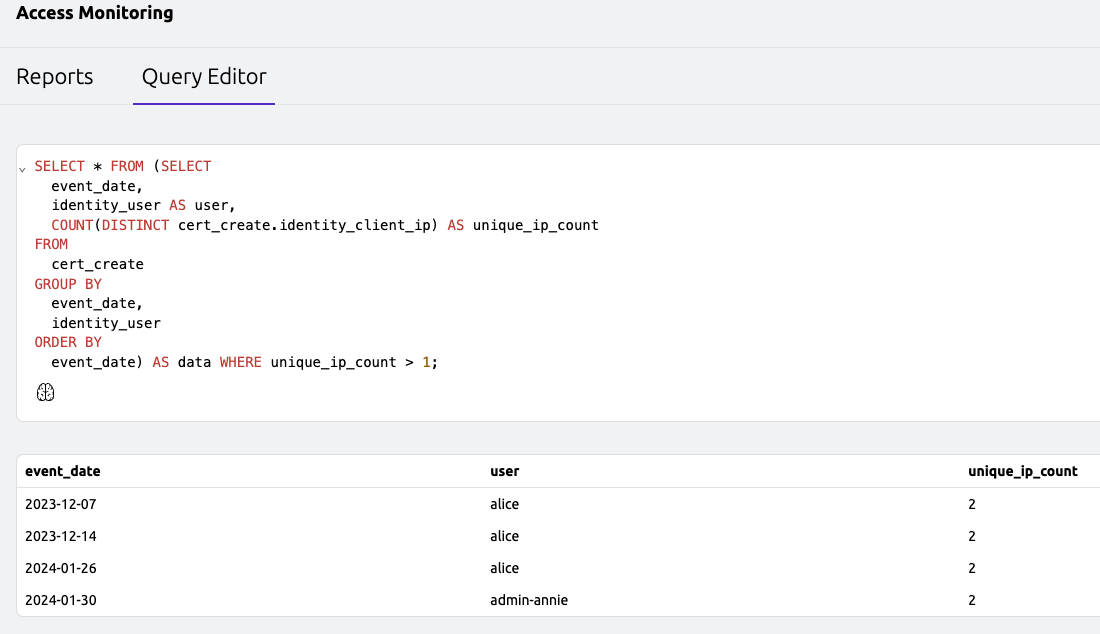 Access Monitoring
Reports Query Editor
SELECT * FROM (SELECT
event_date,
identity_user AS user,
COUNT(DISTINCT cert_create.identity_client_ip) AS unique_ip_count
FROM
cert_create
GROUP BY
event_date,
identity_user
ORDER BY
event_date) AS data WHERE unique_ip_count > 1;
event_date user unique_ip_count
2023-12-07 alice 2
2023-12-14 alice 2
2024-01-26 alice 2
2024-01-30 admin-annie 2